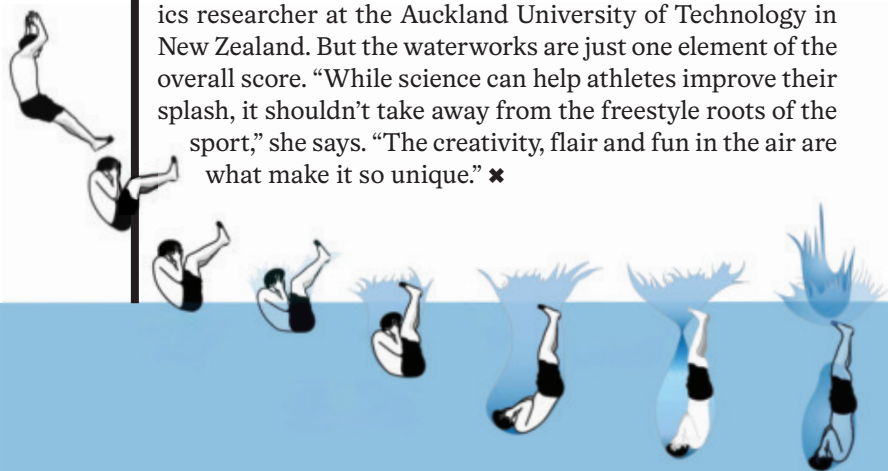 ics researcher at the Auckland University of Technology in
New Zealand. But the waterworks are just one element of the
overall score. “While science can help athletes improve their
splash, it shouldn’t take away from the freestyle roots of the
sport,” she says. “The creativity, flair and fun in the air are
what make it so unique.” ✖